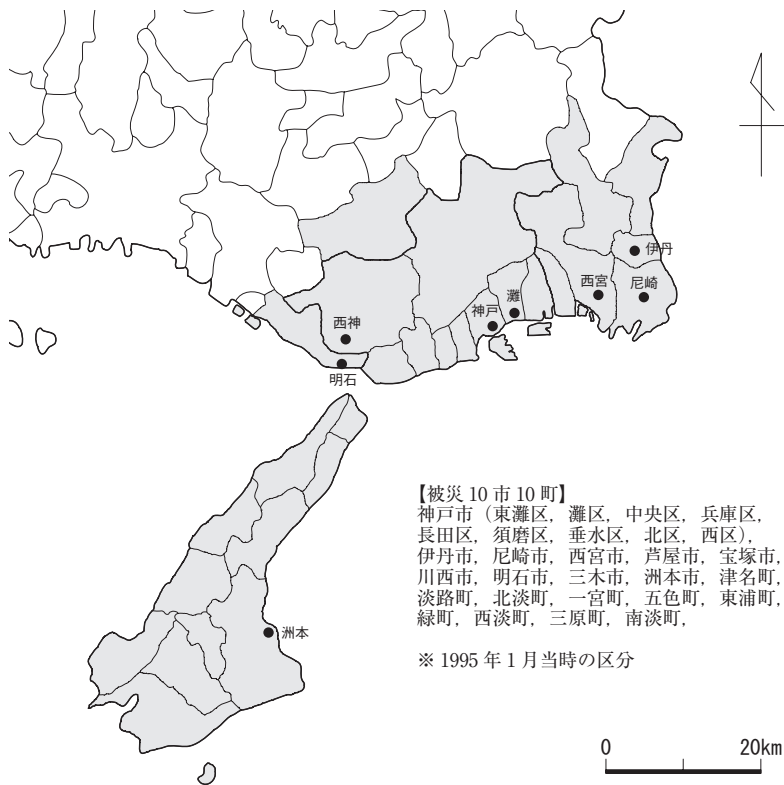 伊丹
西宮
尼崎
灘
神戸
西神
明石
洲本
【被災 10 市 10 町】
神戸市（東灘区，灘区，中央区，兵庫区，
長田区，須磨区，垂水区，北区，西区），
伊丹市，尼崎市，西宮市，芦屋市，宝塚市，
川西市，明石市，三木市，洲本市，津名町，
淡路町，北淡町，一宮町，五色町，東浦町，
緑町，西淡町，三原町，南淡町，
※ 1995 年 1 月当時の区分
0 20km